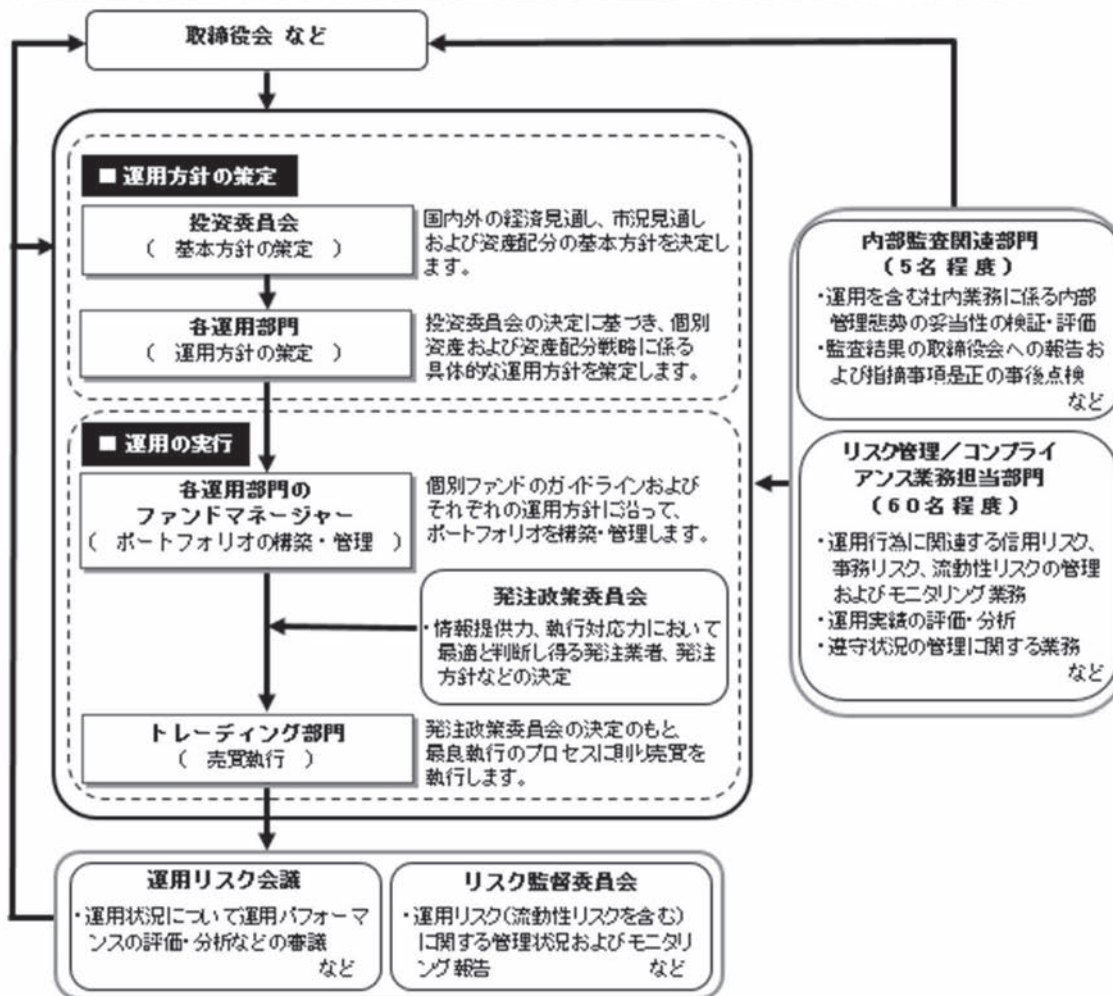 取締役会 など
■ 運用方針の策定
投資委員会
( 基本方針の策定 )
国内外の経済見通し、市況見通し
および資産配分の基本方針を決定し
ます。
各運用部門
( 運用方針の策定 )
投資委員会の決定に基づき、個別
資産および資産配分戦略に係る
具体的な運用方針を策定します。
■ 運用の実行
各運用部門の
ファンドマネージャー
( ポートフォリオの構築・管理 )
個別ファンドのガイドラインおよび
それぞれの運用方針に沿って、
ポートフォリオを構築・管理します。
発注政策委員会
・情報提供力、執行対応力において
最適と判断し得る発注業者、発注
方針などの決定
トレーディング部門
( 売買執行 )
発注政策委員会の決定のもと、
最良執行のプロセスに則り売買を
執行します。
内部監査関連部門
(5名程度)
・運用を含む社内業務に係る内部
管理態勢の妥当性の検証・評価
・監査結果の取締役会への報告お
よび指摘事項是正の事後点検
など
リスク管理/コンプライ
アンス業務担当部門
(60名程度)
・運用行為に関連する信用リスク、
事務リスク、流動性リスクの管理
およびモニタリング業務
・運用実績の評価・分析
・遵守状況の管理に関する業務
など
運用リスク会議
・運用状況について運用パフォーマ
ンスの評価・分析などの審議
など
リスク監督委員会
・運用リスク(流動性リスクを含む)
に関する管理状況およびモニタリ
ング報告 など